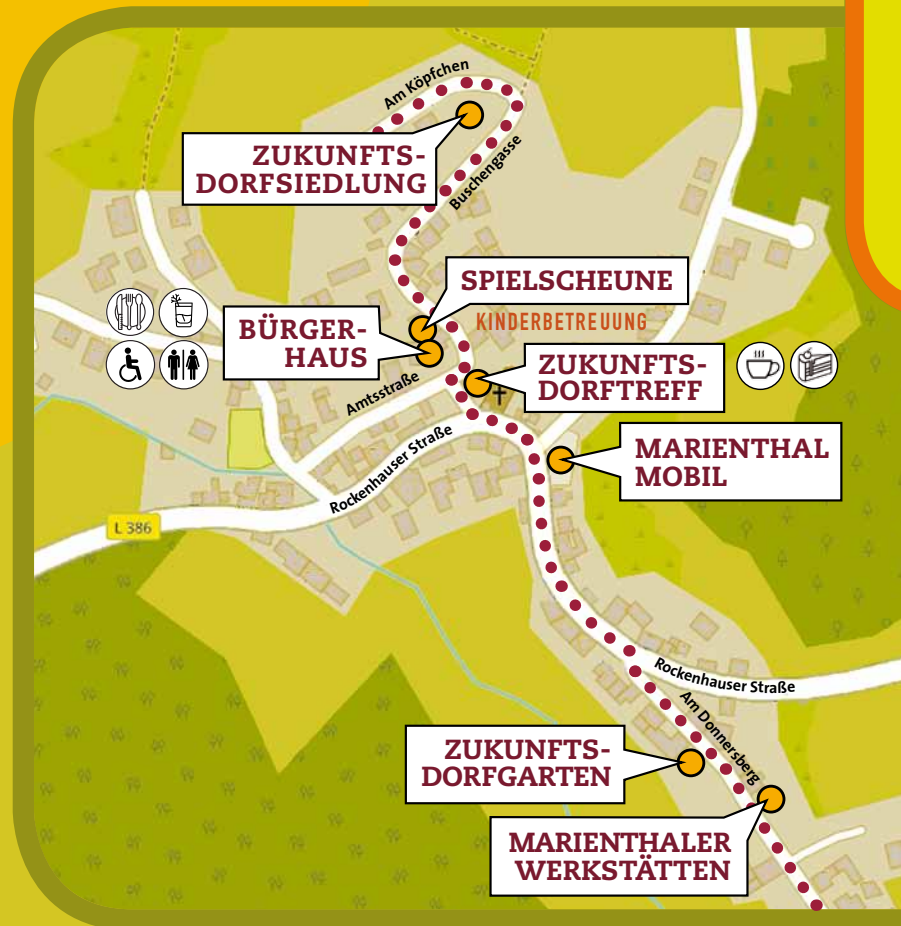 Am Köpfchen
ZUKUNFTS-
DORFSIEDLUNG
Buschengasse
SPIELSCHEUNE
KINDERBETREUUNG
BÜRGER-
HAUS
ZUKUNFTS-
DORFTREFF
Amtsstraße
MARIENTHAL
MOBIL
Rockenhauser Straße
L 386
Rockenhauser Straße
Am Donnersberg
ZUKUNFTS-
DORFGARTEN
MARIENTHALER
WERKSTÄTTEN